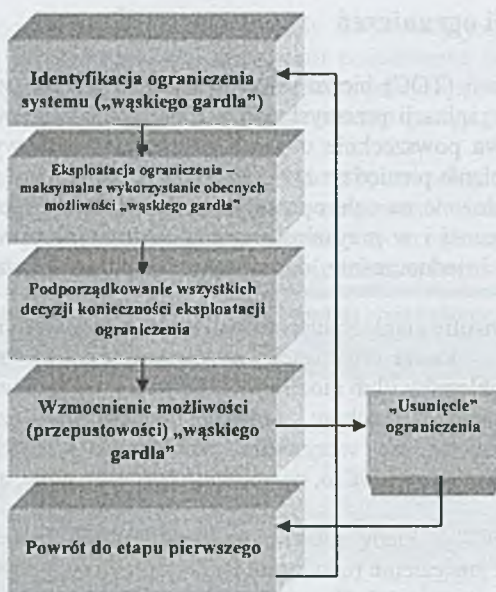 i ograniczeń
Identyfikacja ograniczenia
systemu („wąskiego gardła”)
Eksploatacja ograniczenia –
maksymalne wykorzystanie obecnych
możliwości „wąskiego gardła”
Podporządkowanie wszystkich
decyzji konieczności eksploatacji
ograniczenia
Wzmocnienie możliwości
(przepustowości) „wąskiego
gardła”
„Usunięcie”
ograniczenia
Powrót do etapu pierwszego